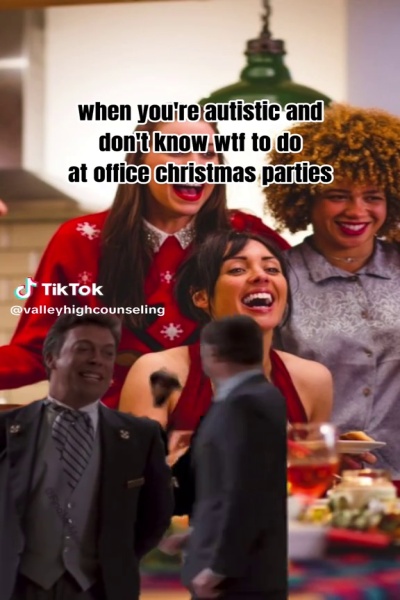 when you're autistic and
don't know wtf to do
at office christmas parties
TikTok
@valleyhighcounseling